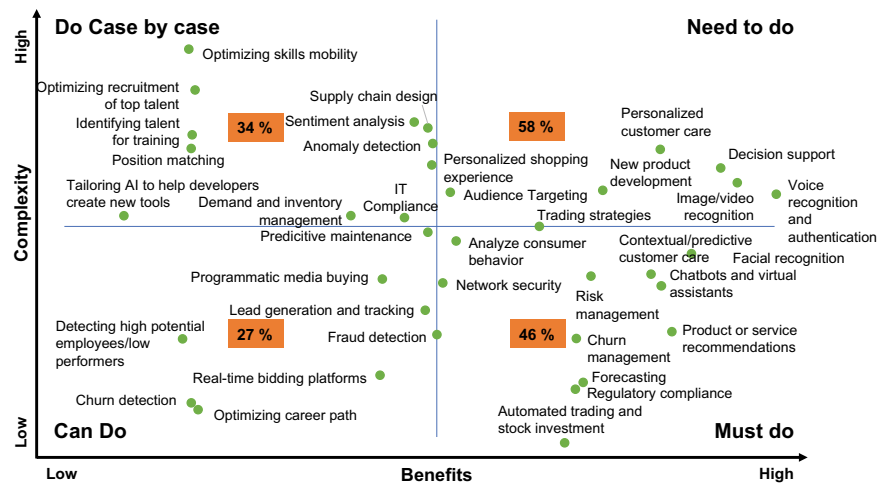 Do Case by case
Need to do
High
Optimizing skills mobility
Optimizing recruitment
of top talent
Supply chain design
34 %
58 %
Sentiment analysis
Identifying talent
for training
Personalized
customer care
Anomaly detection
Position matching
Personalized shopping
experience
Decision support
New product
development
Tailoring AI to help developers
create new tools
IT
Compliance
Audience Targeting
Image/video
recognition
Voice
recognition
and
authentication
Demand and inventory
management
Trading strategies
Complexity
Predicitive maintenance
Analyze consumer
behavior
Contextual/predictive
customer care
Facial recognition
Programmatic media buying
Network security
Chatbots and virtual
assistants
Risk
management
Lead generation and tracking
Detecting high potential
employees/low
performers
27 %
46 %
Fraud detection
Churn
management
Product or service
recommendations
Real-time bidding platforms
Forecasting
Regulatory compliance
Churn detection
Optimizing career path
Automated trading and
stock investment
Low
Can Do
Must do
Low
Benefits
High